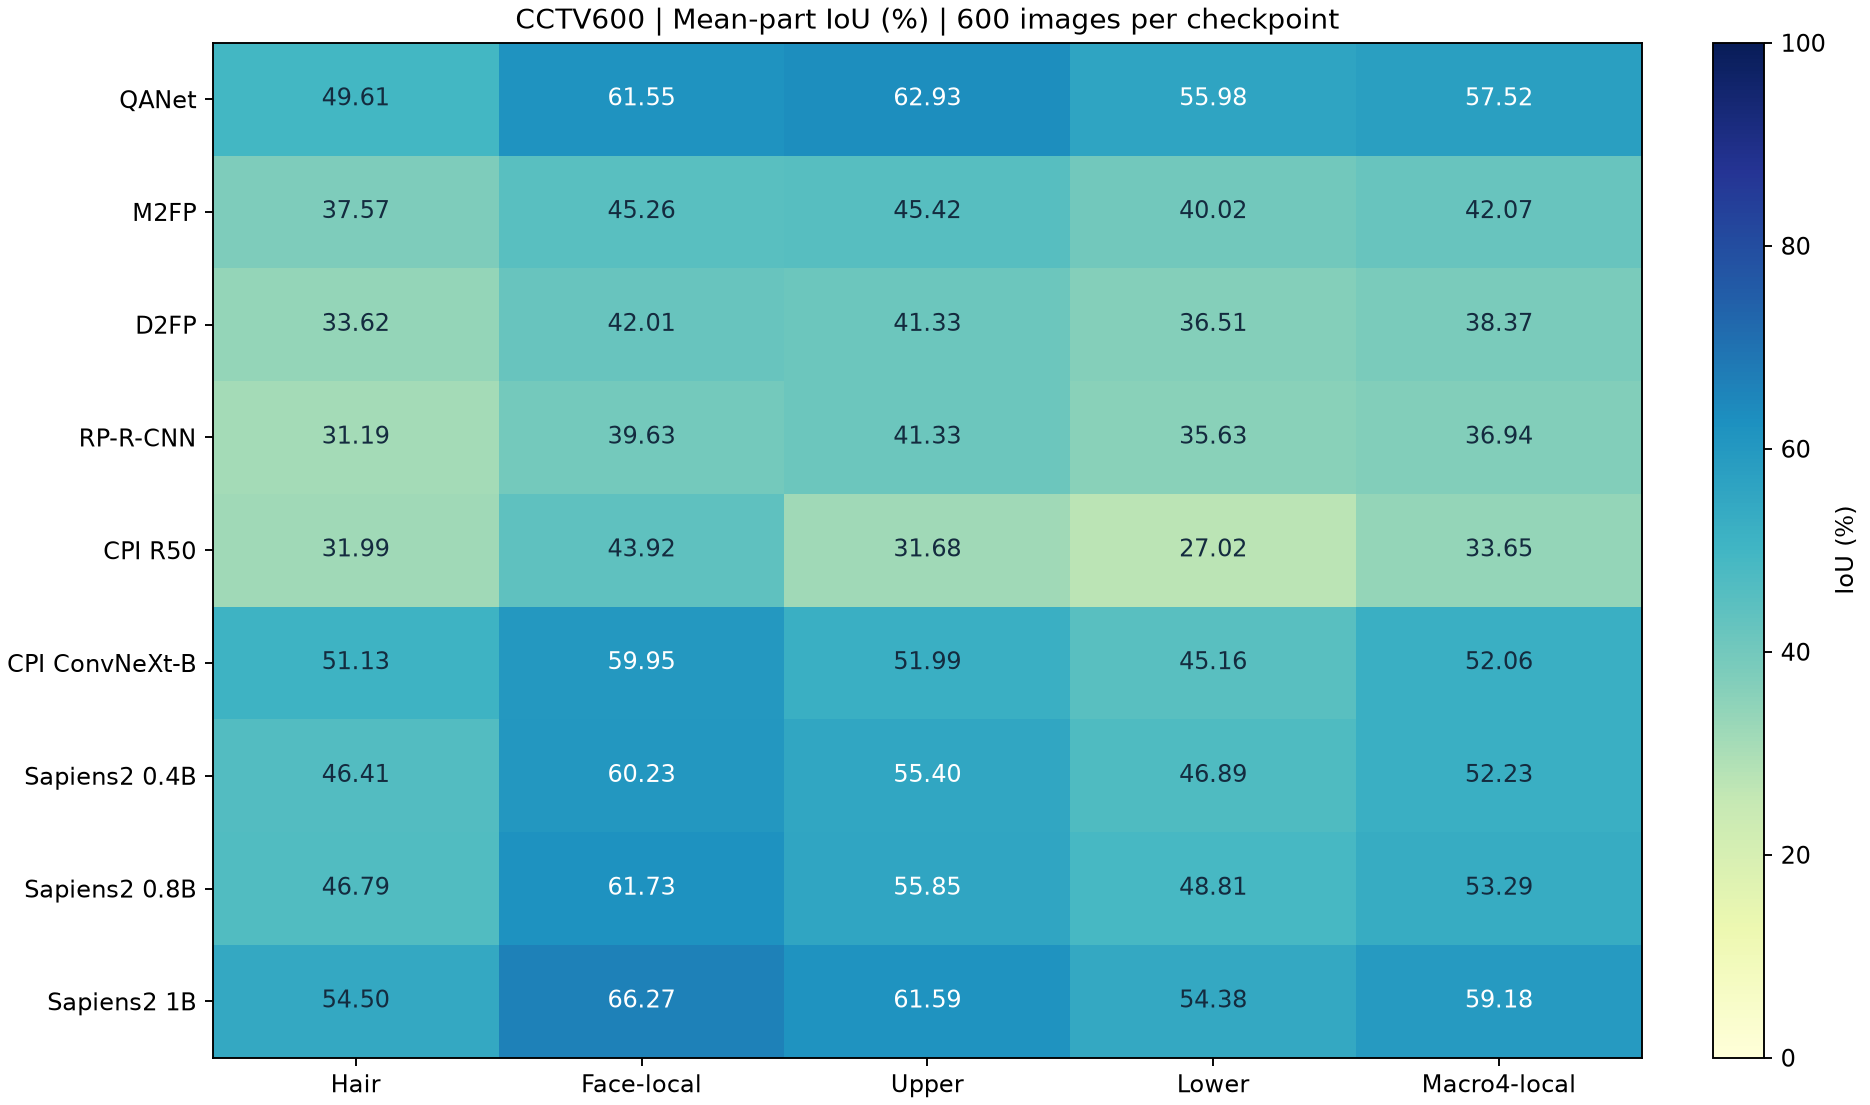 CCTV600 | Mean-part IoU (%) | 600 images per checkpoint
QANet 49.61 61.55 62.93 55.98 57.52
M2FP 37.57 45.26 45.42 40.02 42.07
D2FP 33.62 42.01 41.33 36.51 38.37
RP-R-CNN 31.19 39.63 41.33 35.63 36.94
CPI R50 31.99 43.92 31.68 27.02 33.65
CPI ConvNeXt-B 51.13 59.95 51.99 45.16 52.06
Sapiens2 0.4B 46.41 60.23 55.40 46.89 52.23
Sapiens2 0.8B 46.79 61.73 55.85 48.81 53.29
Sapiens2 1B 54.50 66.27 61.59 54.38 59.18
Hair Face-local Upper Lower Macro4-local
100
80
60
40
20
0
IoU (%)